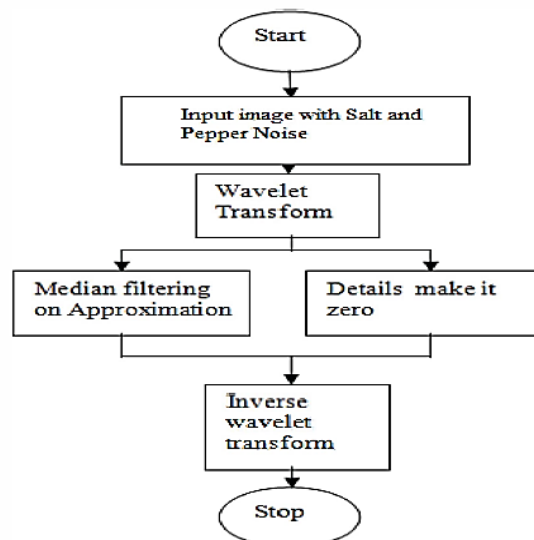 Start
Input image with Salt and
Pepper Noise
Wavelet
Transform
Median filtering
on Approximation
Details make it
zero
Inverse
wavelet
transform
Stop